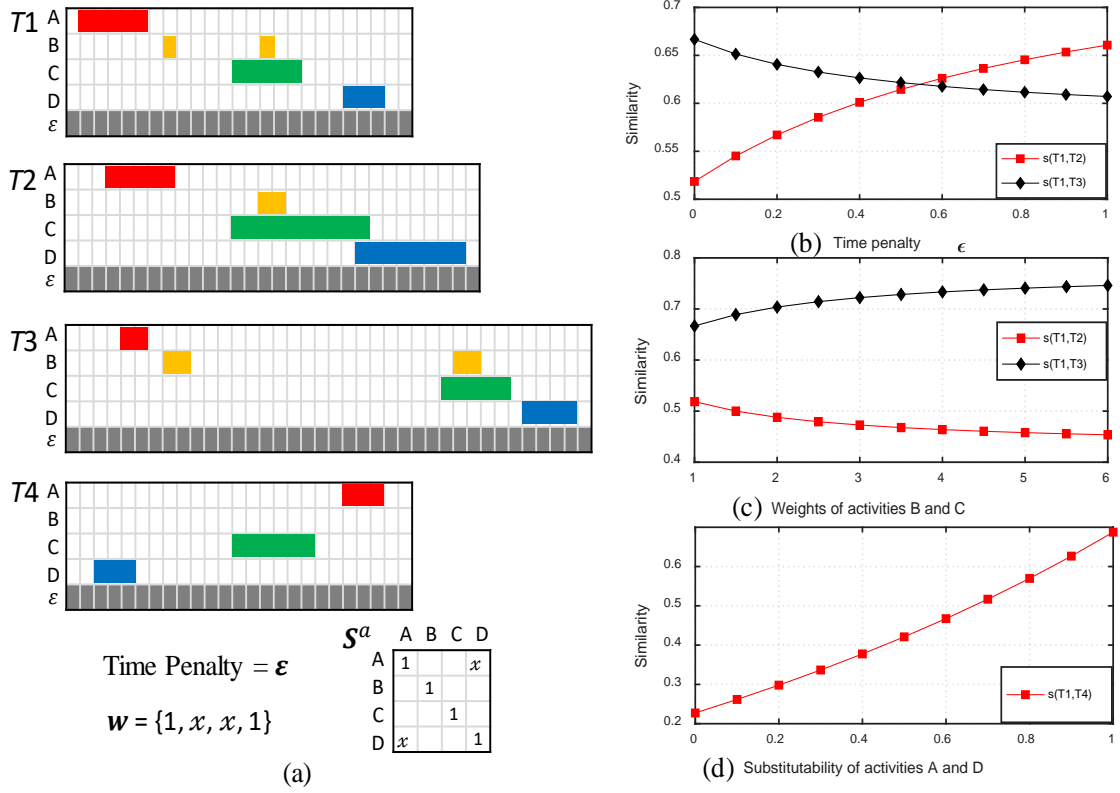 T1
A
B
C
D
ε
T2
A
B
C
D
ε
T3
A
B
C
D
ε
T4
A
B
C
D
ε
Time Penalty = ε
w = {1, x, x, 1}
Sᵃ
A B C D
A 1 x
B 1
C 1
D x 1
(a)
Similarity
0.65
0.6
0.55
0.5
0 0.2 0.4 0.6 0.8 1
s(T1,T2)
s(T1,T3)
(b) Time penalty ϵ
Similarity
0.8
0.7
0.6
0.5
0.4
1 2 3 4 5 6
s(T1,T2)
s(T1,T3)
(c) Weights of activities B and C
Similarity
0.6
0.5
0.4
0.3
0.2
0 0.2 0.4 0.6 0.8 1
s(T1,T4)
(d) Substitutability of activities A and D